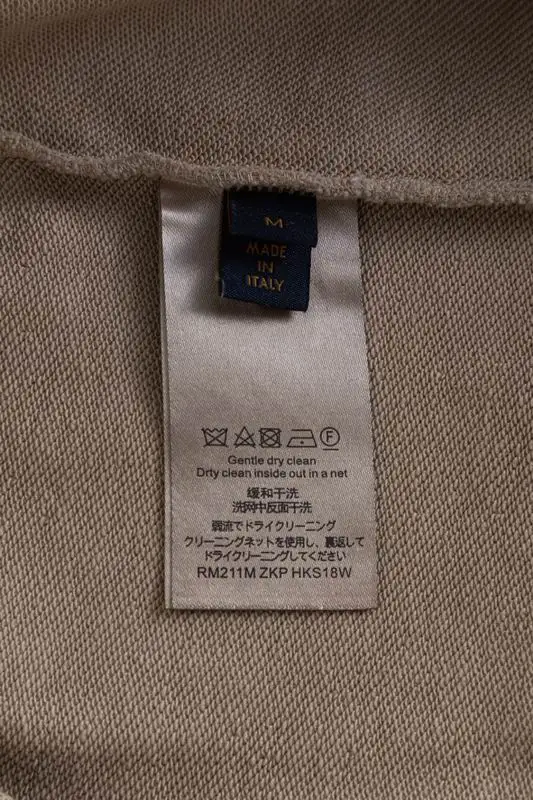 M
MADE
IN
ITALY
F
Gentle dry clean
Drty clean inside out in a net
缓和干洗
洗网中反面干洗
弱流でドライクリーニング
クリーニングネットを使用し、裏返して
ドライクリーニングしてください
RM211M ZKP HKS18W